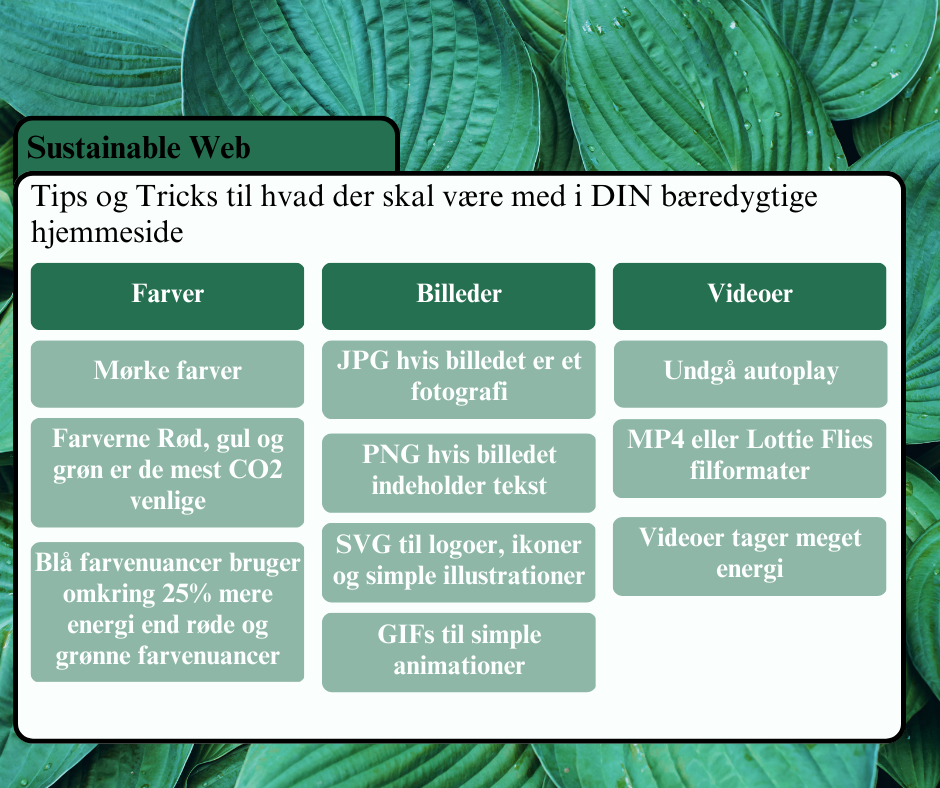 Sustainable Web
Tips og Tricks til hvad der skal være med i DIN bæredygtige
hjemmeside
Farver
Mørke farver
Farverne Rød, gul og
grøn er de mest CO2
venlige
Blå farvenuancer bruger
omkring 25% mere
energi end røde og
grønne farvenuancer
Billeder
JPG hvis billedet er et
fotografi
PNG hvis billedet
indeholder tekst
SVG til logoer, ikoner
og simple illustrationer
GIFs til simple
animationer
Videoer
Undgå autoplay
MP4 eller Lottie Flies
filformater
Videoer tager meget
energi